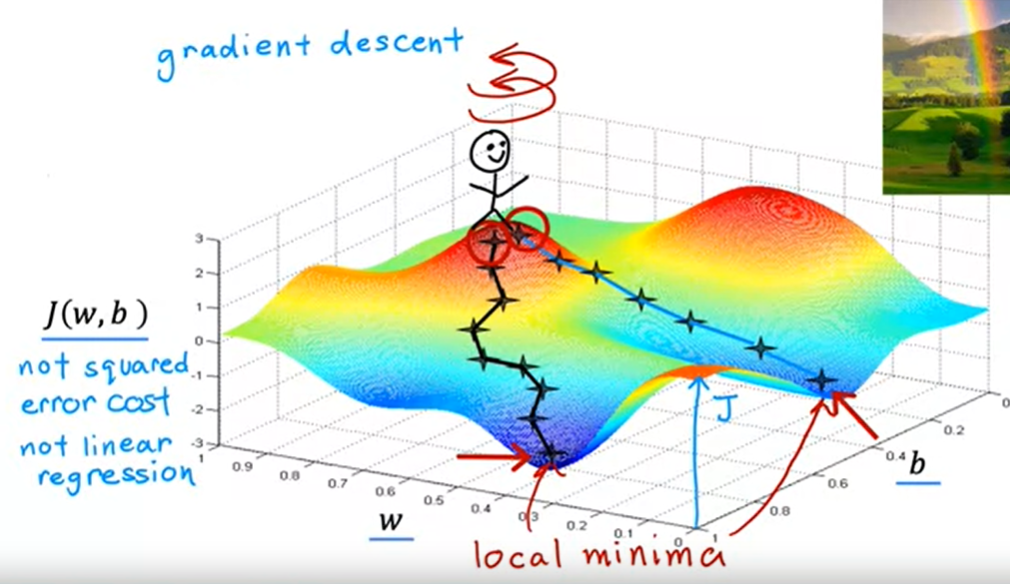 gradient descent
J(w, b)
not squared
error cost
not linear
regression
3
2
1
0
-1
-2
-3
1
0.9
0.8
0.7
0.6
0.5
0.4
0.3
0.2
0.1
0
w
1
0.8
0.6
0.4
0.2
0
b
J
local minima